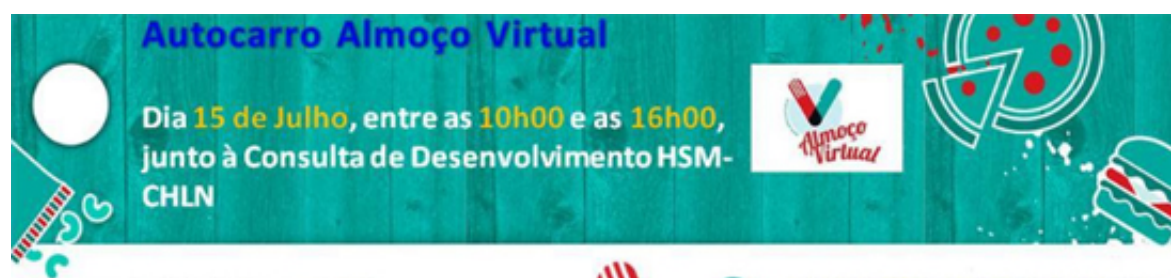 Autocarro Almoço Virtual
Dia 15 de Julho, entre as 10h00 e as 16h00,
junto à Consulta de Desenvolvimento HSM-
CHLN
Almoço
Virtual